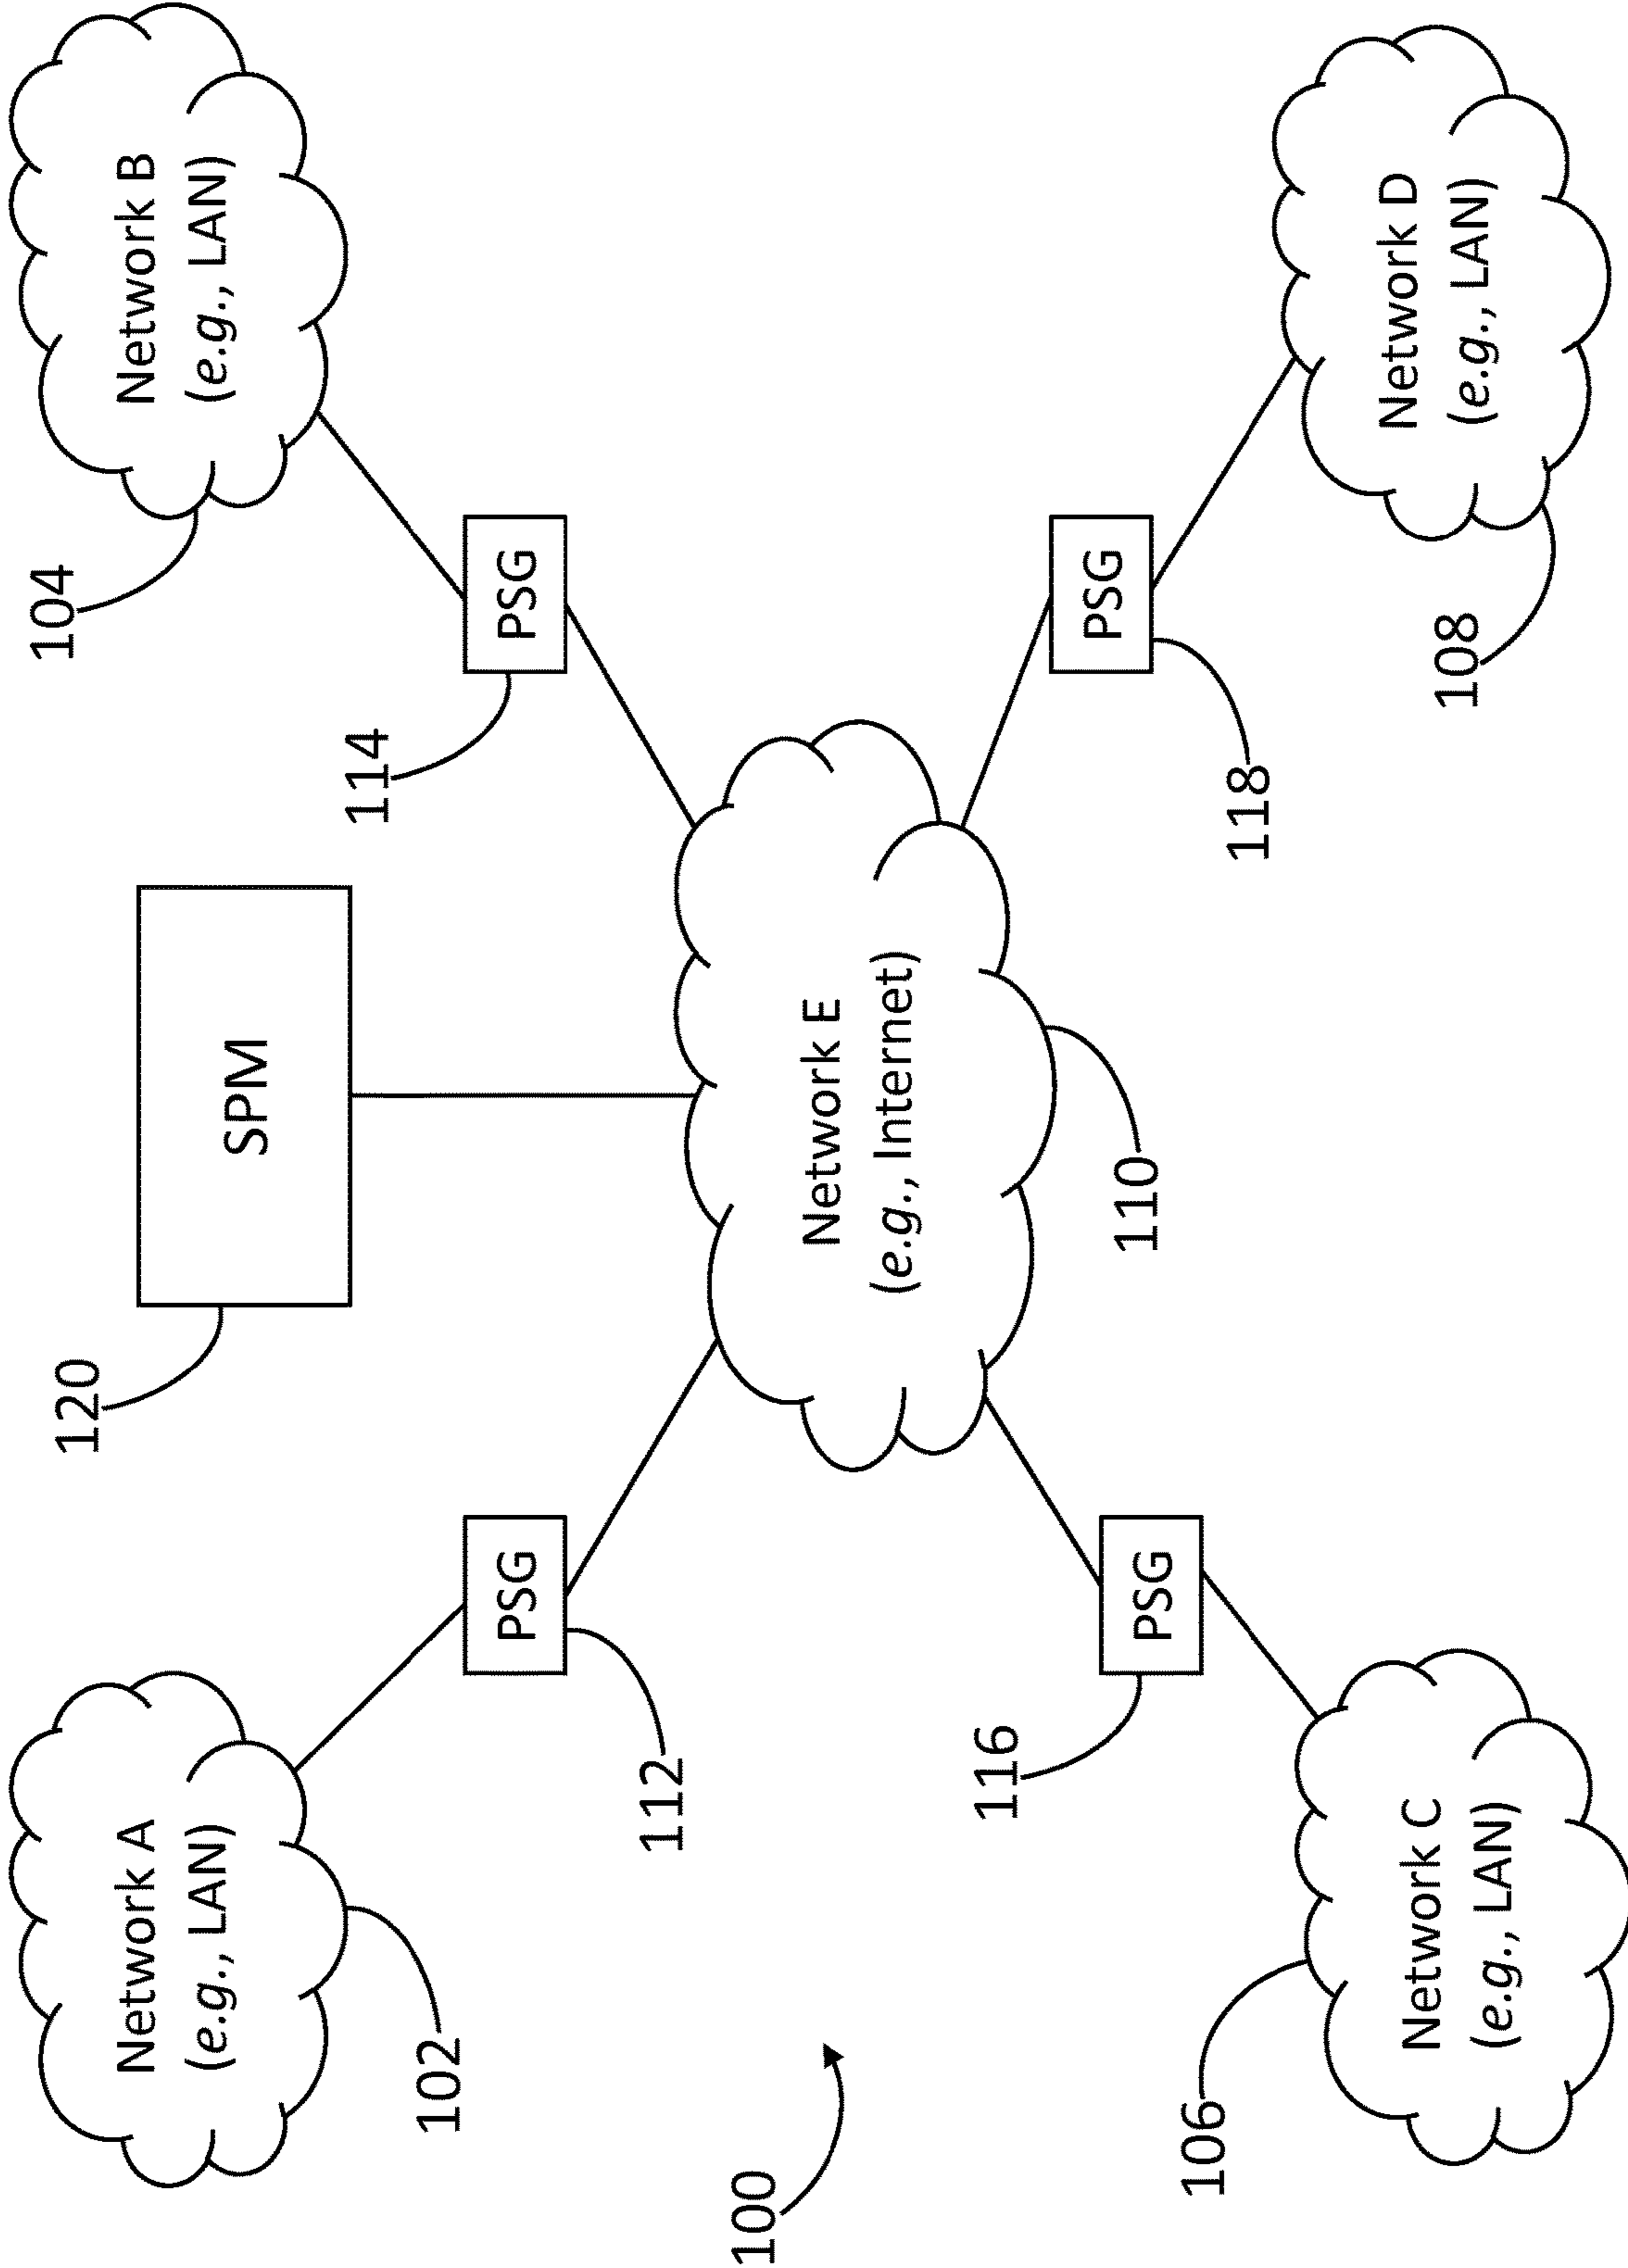 120
SPM
104
Network A
(e.g., LAN)
Network B
(e.g., LAN)
102
114
PSG
PSG
112
100
Network E
(e.g., Internet)
110
116
118
PSG
PSG
106
108
Network C
(e.g., LAN)
Network D
(e.g., LAN)